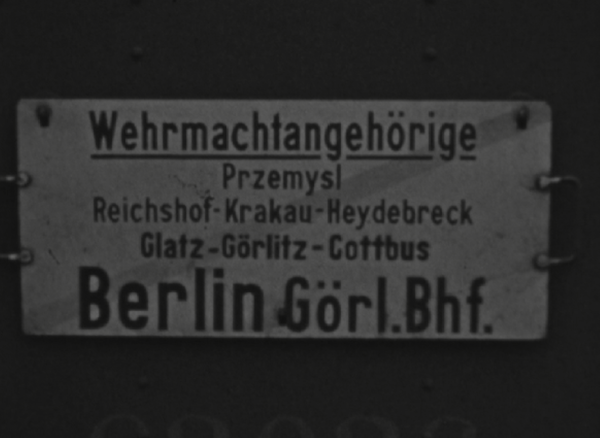 Wehrmachtangehörige
Przemysl
Reichshof-Krakau-Heydebreck
Glatz-Görlitz-Cottbus
Berlin Görl.Bhf.